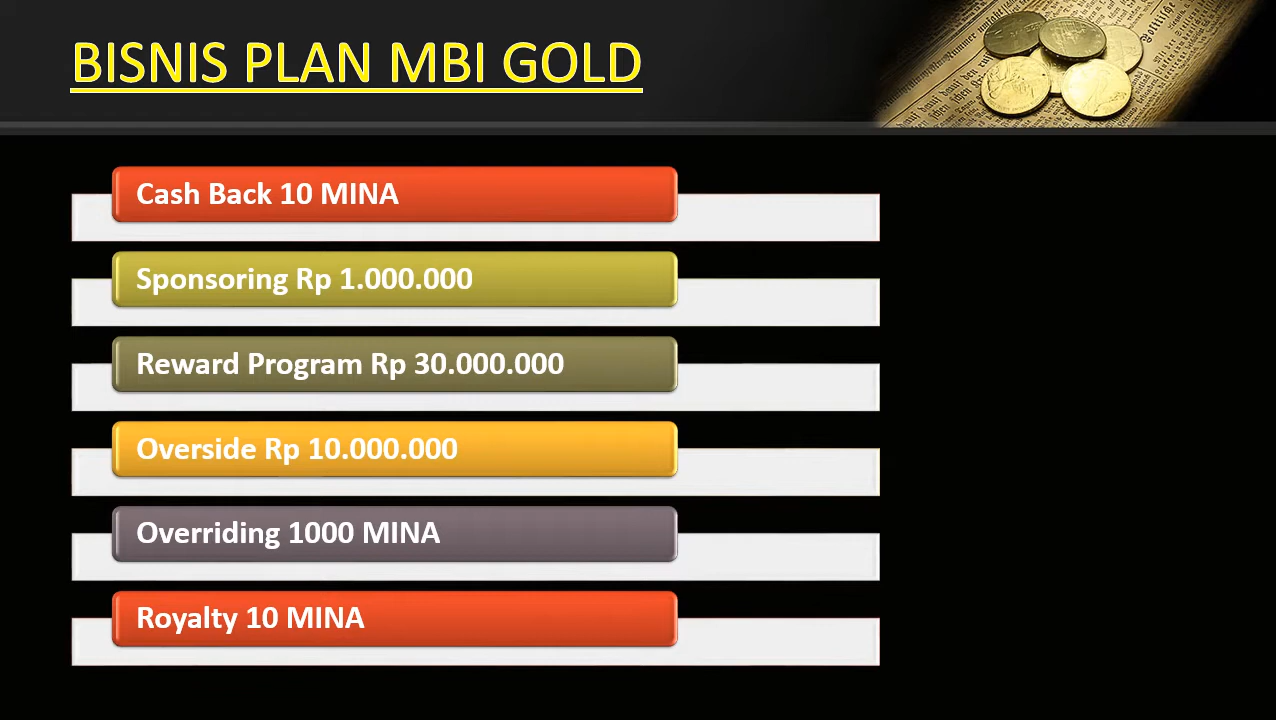 BISNIS PLAN MBI GOLD
Cash Back 10 MINA
Sponsoring Rp 1.000.000
Reward Program Rp 30.000.000
Overside Rp 10.000.000
Overriding 1000 MINA
Royalty 10 MINA